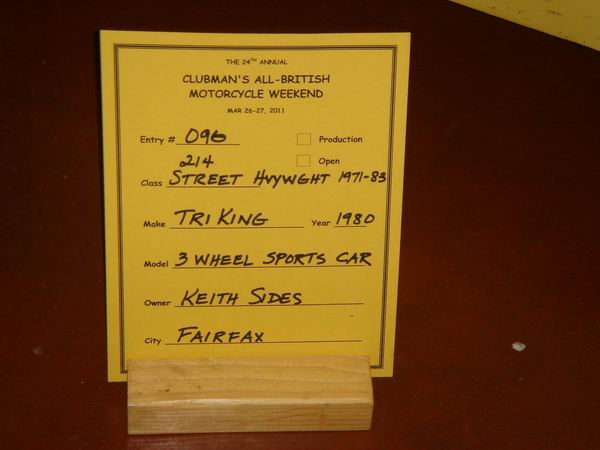 THE 24TH ANNUAL
CLUBMAN'S ALL-BRITISH
MOTORCYCLE WEEKEND
MAR 26-27, 2011
Entry # 096
Production
214
Open
Class STREET HVYWGHT 1971-83
Make TRI KING Year 1980
Model 3 WHEEL SPORTS CAR
Owner KEITH SIDES
City FAIRFAX